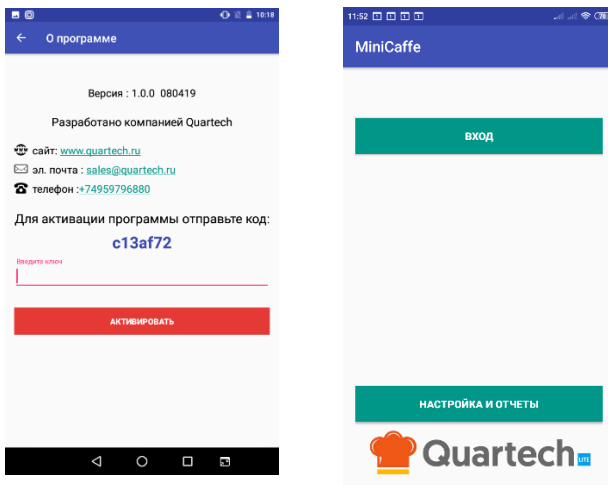 10:18
О программе
Версия : 1.0.0 080419
Разработано компанией Quartech
сайт: www.quartech.ru
эл. почта : sales@quartech.ru
телефон :+74959796880
Для активации программы отправьте код:
c13af72
Введите ключ
АКТИВИРОВАТЬ
11:52
MiniCaffe
ВХОД
НАСТРОЙКА И ОТЧЕТЫ
Quartech LITE